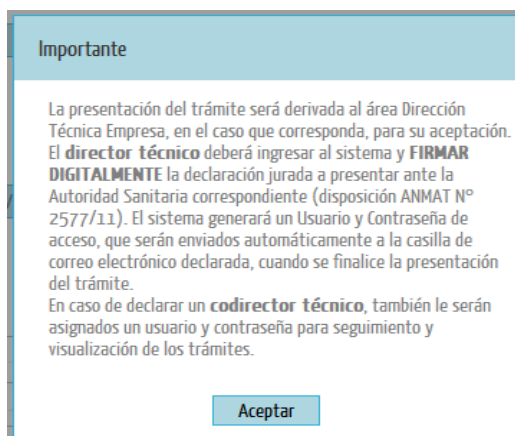 Importante
La presentación del trámite será derivada al área Dirección
Técnica Empresa, en el caso que corresponda, para su aceptación.
El director técnico deberá ingresar al sistema y FIRMAR
DIGITALMENTE la declaración jurada a presentar ante la
Autoridad Sanitaria correspondiente (disposición ANMAT N°
2577/11). El sistema generará un Usuario y Contraseña de
acceso, que serán enviados automáticamente a la casilla de
correo electrónico declarada, cuando se finalice la presentación
del trámite.
En caso de declarar un codirector técnico, también le serán
asignados un usuario y contraseña para seguimiento y
visualización de los trámites.
Aceptar